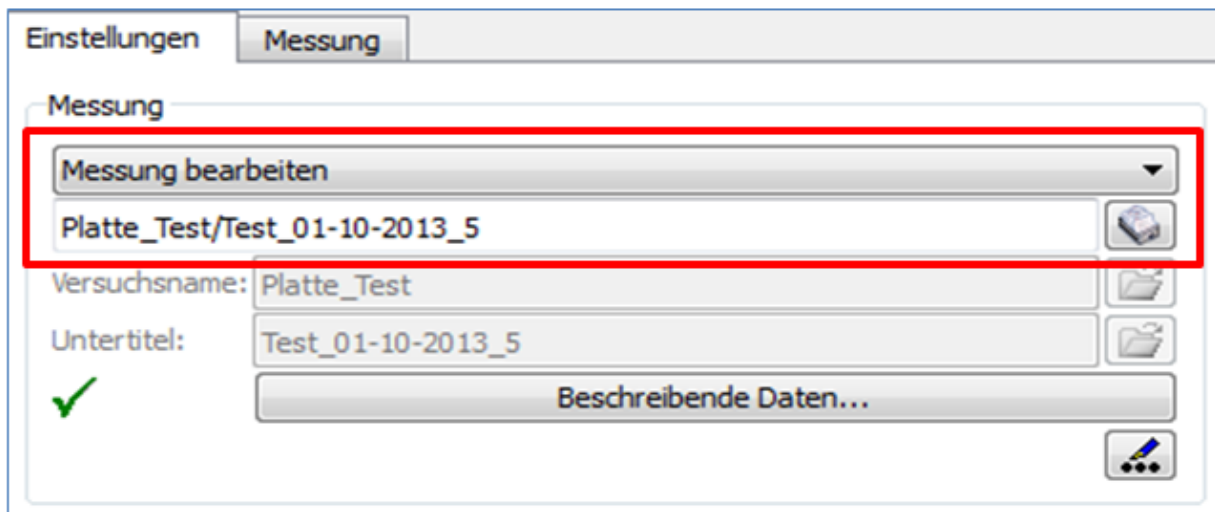 Einstellungen Messung
Messung
Messung bearbeiten
Platte_Test/Test_01-10-2013_5
Versuchsname: Platte_Test
Untertitel: Test_01-10-2013_5
Beschreibende Daten...